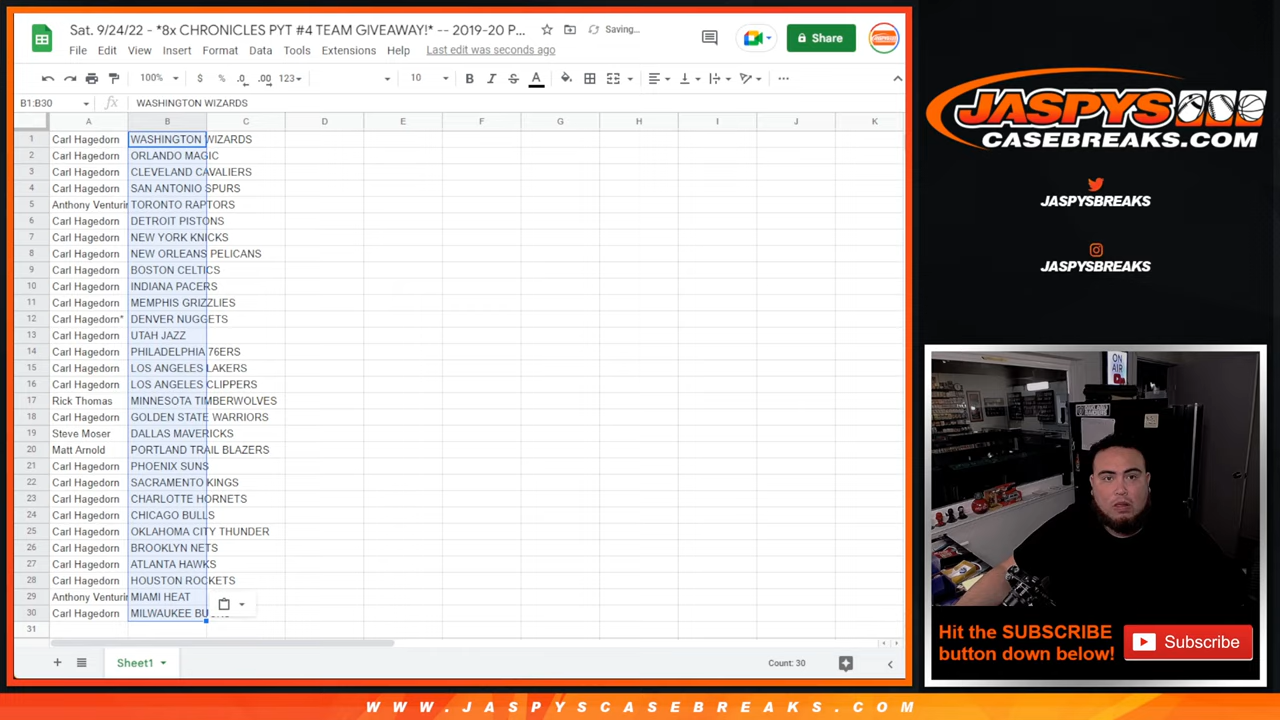 Sat. 9/24/22 - *8x CHRONICLES PYT #4 TEAM GIVEAWAY!* -- 2019-20 P...
Saving...
Share
File Edit View Insert Format Data Tools Extensions Help Last edit was seconds ago
100% $ % .0 .00 123 10 B I S A
B1:B30 fx WASHINGTON WIZARDS
A B C D E F G H I J K
1 Carl Hagedorn WASHINGTON WIZARDS
2 Carl Hagedorn ORLANDO MAGIC
3 Carl Hagedorn CLEVELAND CAVALIERS
4 Carl Hagedorn SAN ANTONIO SPURS
5 Anthony Venturin TORONTO RAPTORS
6 Carl Hagedorn DETROIT PISTONS
7 Carl Hagedorn NEW YORK KNICKS
8 Carl Hagedorn NEW ORLEANS PELICANS
9 Carl Hagedorn BOSTON CELTICS
10 Carl Hagedorn INDIANA PACERS
11 Carl Hagedorn MEMPHIS GRIZZLIES
12 Carl Hagedorn* DENVER NUGGETS
13 Carl Hagedorn UTAH JAZZ
14 Carl Hagedorn PHILADELPHIA 76ERS
15 Carl Hagedorn LOS ANGELES LAKERS
16 Carl Hagedorn LOS ANGELES CLIPPERS
17 Rick Thomas MINNESOTA TIMBERWOLVES
18 Carl Hagedorn GOLDEN STATE WARRIORS
19 Steve Moser DALLAS MAVERICKS
20 Matt Arnold PORTLAND TRAIL BLAZERS
21 Carl Hagedorn PHOENIX SUNS
22 Carl Hagedorn SACRAMENTO KINGS
23 Carl Hagedorn CHARLOTTE HORNETS
24 Carl Hagedorn CHICAGO BULLS
25 Carl Hagedorn OKLAHOMA CITY THUNDER
26 Carl Hagedorn BROOKLYN NETS
27 Carl Hagedorn ATLANTA HAWKS
28 Carl Hagedorn HOUSTON ROCKETS
29 Anthony Venturin MIAMI HEAT
30 Carl Hagedorn MILWAUKEE
31
Sheet1
Count: 30
JASPYS
CASEBREAKS.COM
JASPYSBREAKS
JASPYSBREAKS
ON
AIR
Hit the SUBSCRIBE
button down below!
Subscribe
WWW.JASPYSCASEBREAKS.COM